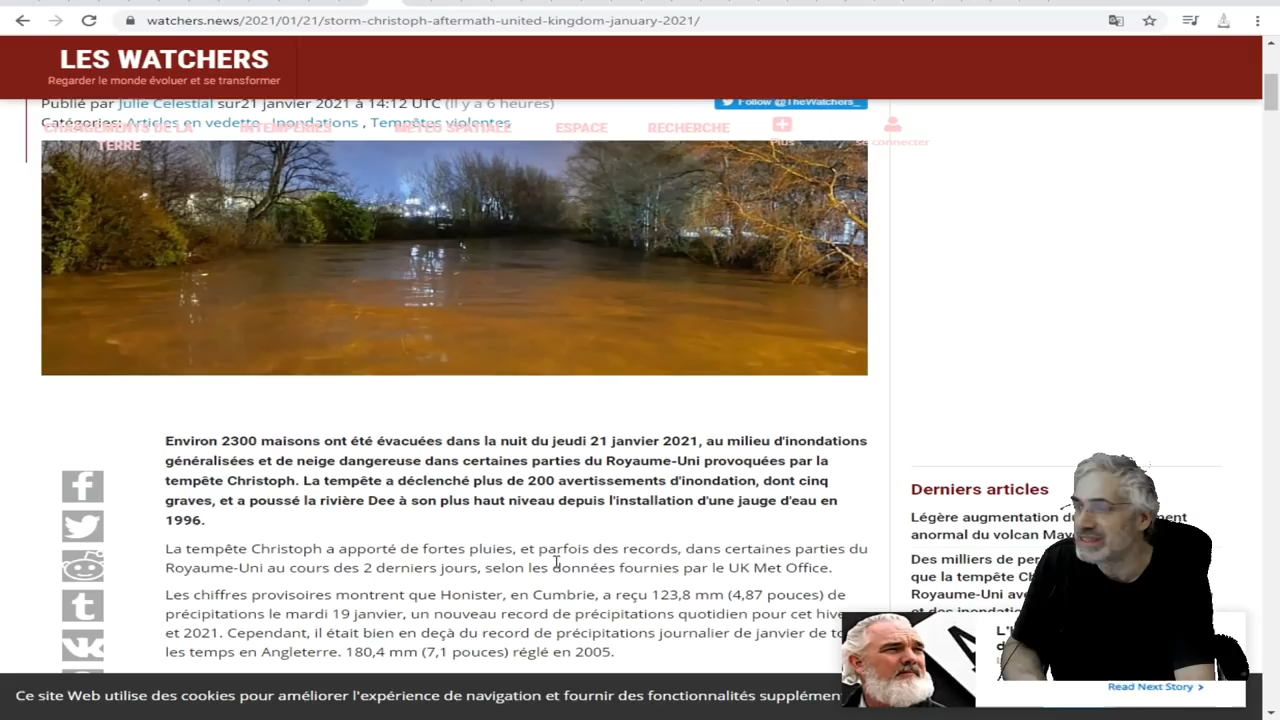 watchers.news/2021/01/21/storm-christoph-aftermath-united-kingdom-january-2021/
LES WATCHERS
Regarder le monde évoluer et se transformer
Publié par Julie Celestial sur21 janvier 2021 à 14:12 UTC (Il y a 6 heures)
Follow @TheWatchers_
Catégories: Articles en vedette , Inondations , Tempêtes violentes
CHANGEMENTS DE LA TERRE
INTEMPÉRIES
MÉTÉO SPATIALE
ESPACE
RECHERCHE
Plus
se connecter
Environ 2300 maisons ont été évacuées dans la nuit du jeudi 21 janvier 2021, au milieu d'inondations
généralisées et de neige dangereuse dans certaines parties du Royaume-Uni provoquées par la
tempête Christoph. La tempête a déclenché plus de 200 avertissements d'inondation, dont cinq
graves, et a poussé la rivière Dee à son plus haut niveau depuis l'installation d'une jauge d'eau en
1996.
La tempête Christoph a apporté de fortes pluies, et parfois des records, dans certaines parties du
Royaume-Uni au cours des 2 derniers jours, selon les données fournies par le UK Met Office.
Les chiffres provisoires montrent que Honister, en Cumbrie, a reçu 123,8 mm (4,87 pouces) de
précipitations le mardi 19 janvier, un nouveau record de précipitations quotidien pour cet hive
et 2021. Cependant, il était bien en deçà du record de précipitations journalier de janvier de to
les temps en Angleterre. 180,4 mm (7,1 pouces) réglé en 2005.
Derniers articles
Légère augmentation du
anormal du volcan
Des milliers de per
que la tempête C
Royaume-Uni ave
et des inondation
Read Next Story
Ce site Web utilise des cookies pour améliorer l'expérience de navigation et fournir des fonctionnalités supplémen